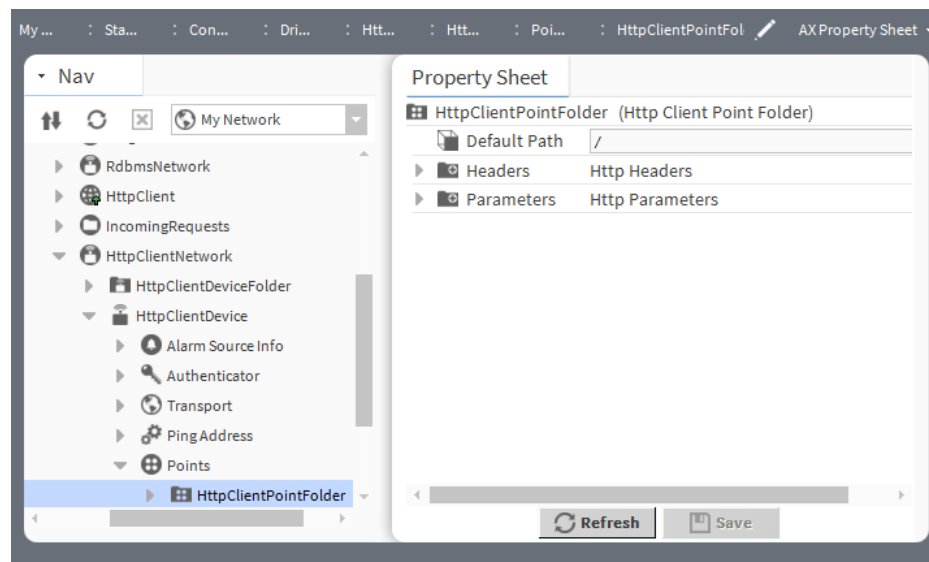 My ... : Sta... : Con... : Dri... : Htt... : Htt... : Poi... : HttpClientPointFol AX Property Sheet
Nav
My Network
RdbmsNetwork
HttpClient
IncomingRequests
HttpClientNetwork
HttpClientDeviceFolder
HttpClientDevice
Alarm Source Info
Authenticator
Transport
Ping Address
Points
HttpClientPointFolder
Property Sheet
HttpClientPointFolder (Http Client Point Folder)
Default Path /
Headers Http Headers
Parameters Http Parameters
Refresh Save